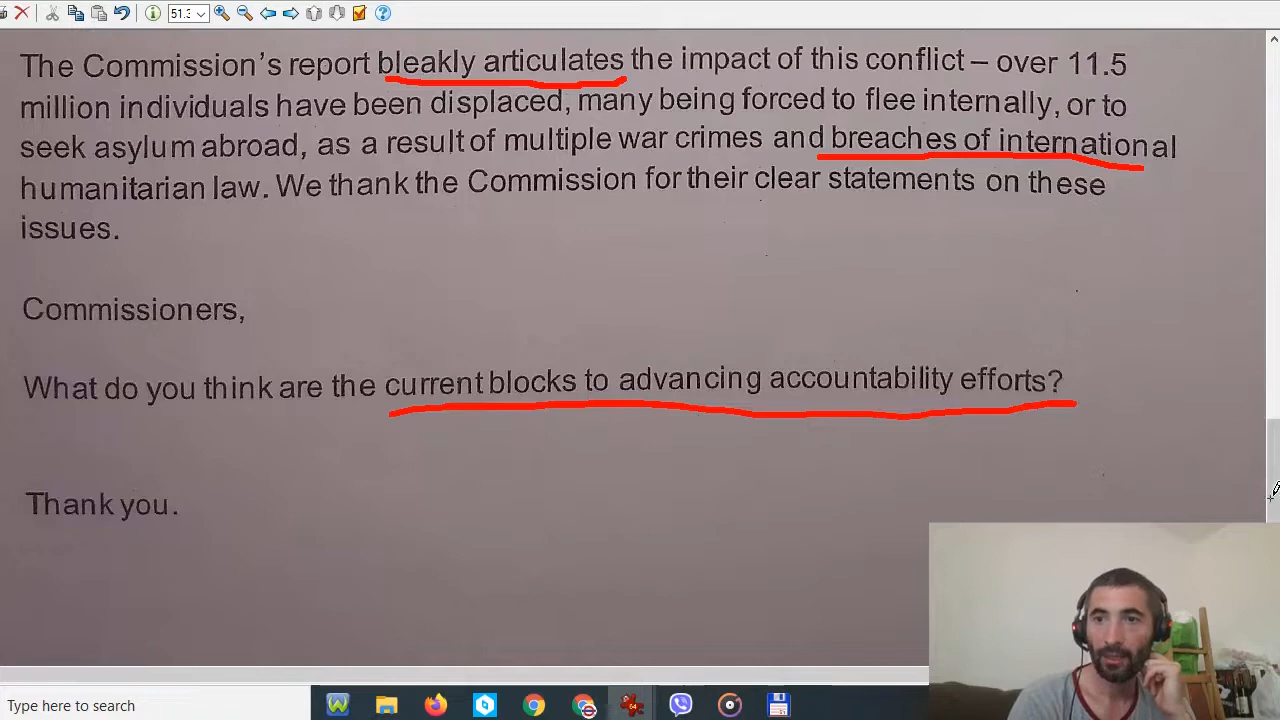 51.3
The Commission's report bleakly articulates the impact of this conflict – over 11.5
million individuals have been displaced, many being forced to flee internally, or to
seek asylum abroad, as a result of multiple war crimes and breaches of international
humanitarian law. We thank the Commission for their clear statements on these
issues.
Commissioners,
What do you think are the current blocks to advancing accountability efforts?
Thank you.
Type here to search
64